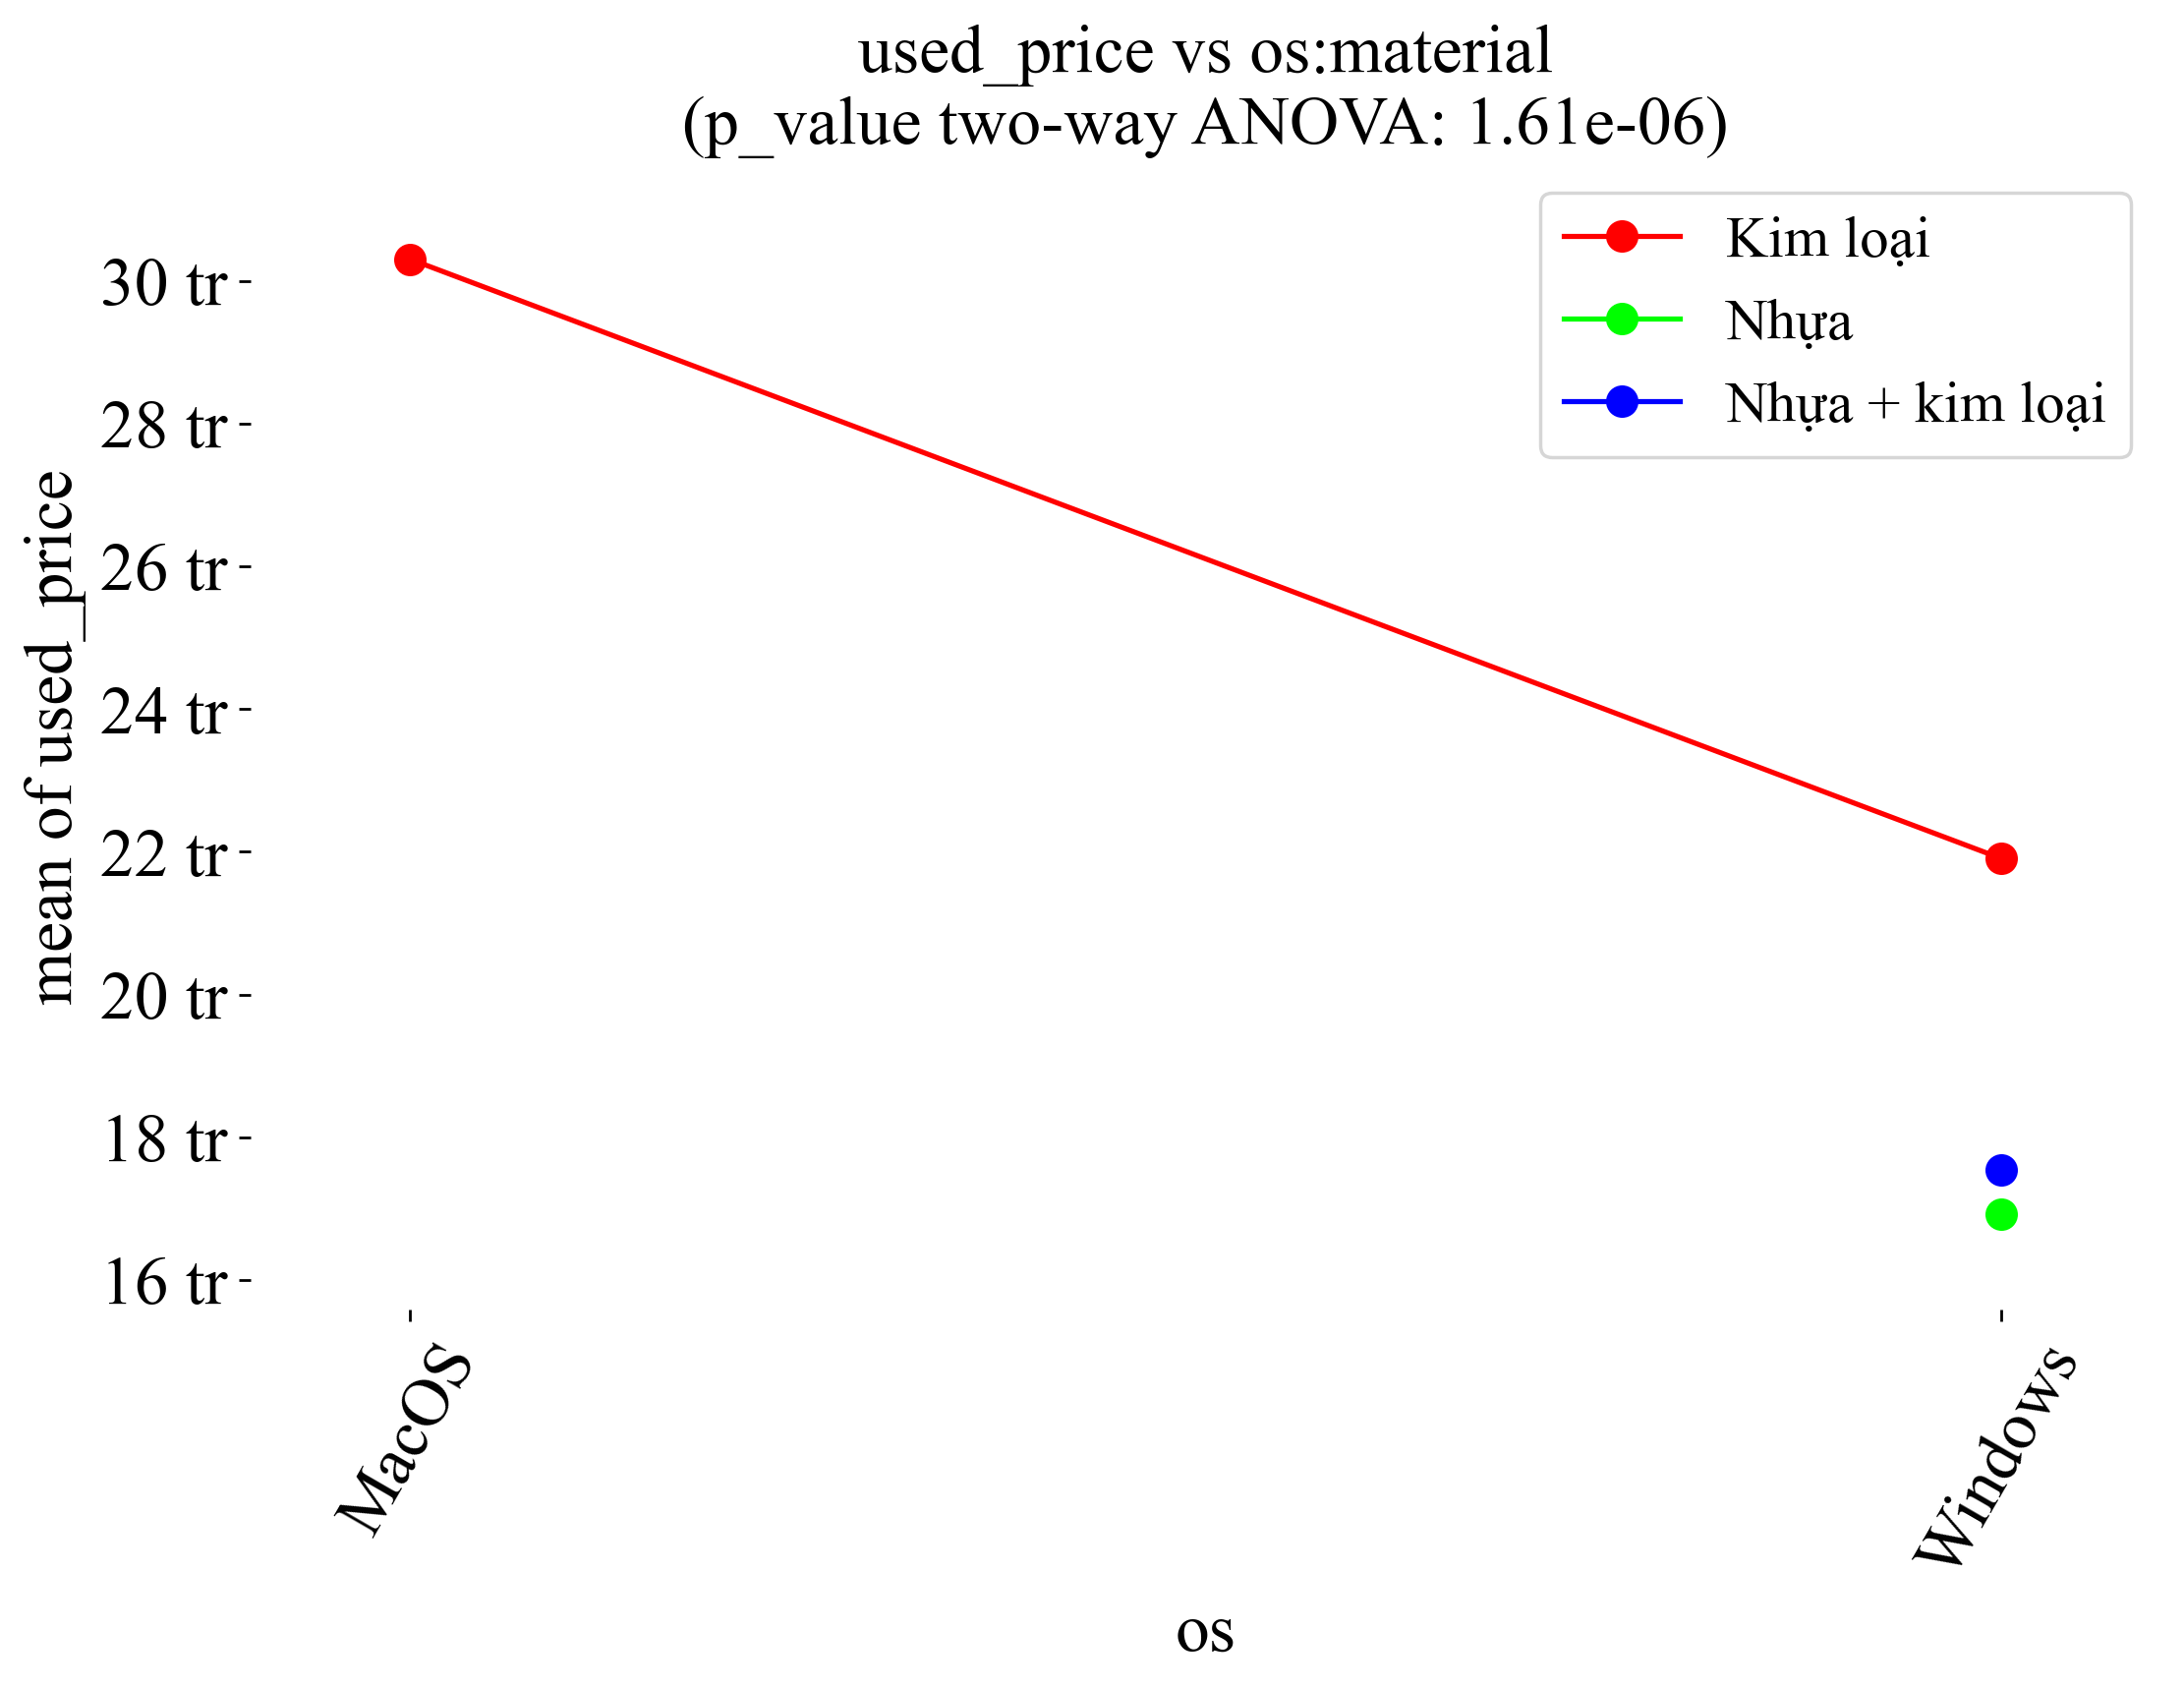 used_price vs os:material
(p_value two-way ANOVA: 1.61e-06)
Kim loại
Nhựa
Nhựa + kim loại
mean of used_price
30 tr
28 tr
26 tr
24 tr
22 tr
20 tr
18 tr
16 tr
MacOS
Windows
os